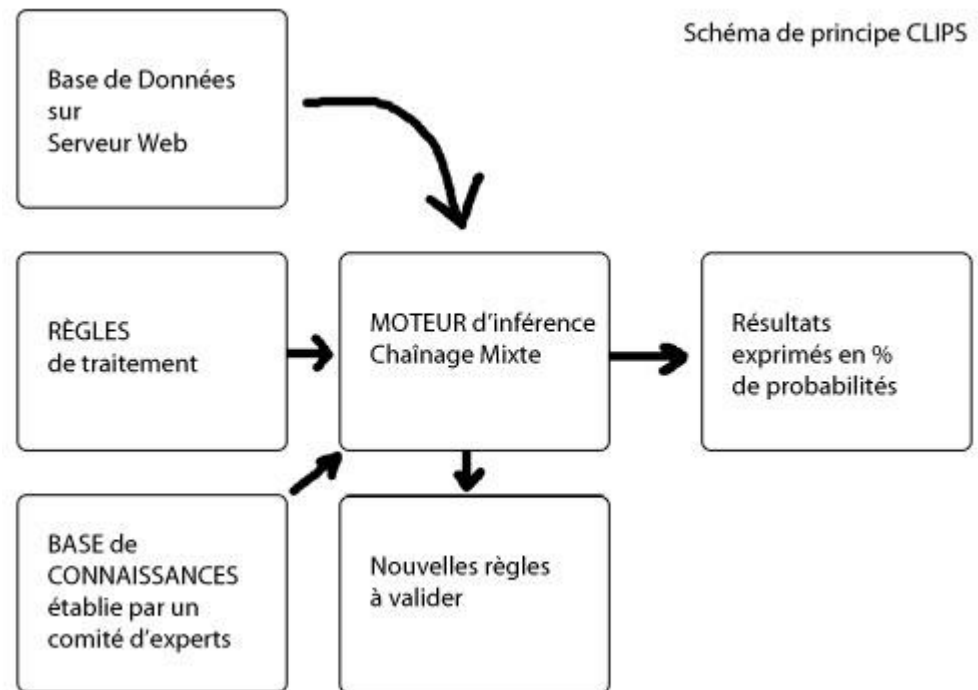 Schéma de principe CLIPS
Base de Données
sur
Serveur Web
RÈGLES
de traitement
MOTEUR d'inférence
Chaînage Mixte
Résultats
exprimés en %
de probabilités
BASE de
CONNAISSANCES
établie par un
comité d'experts
Nouvelles règles
à valider